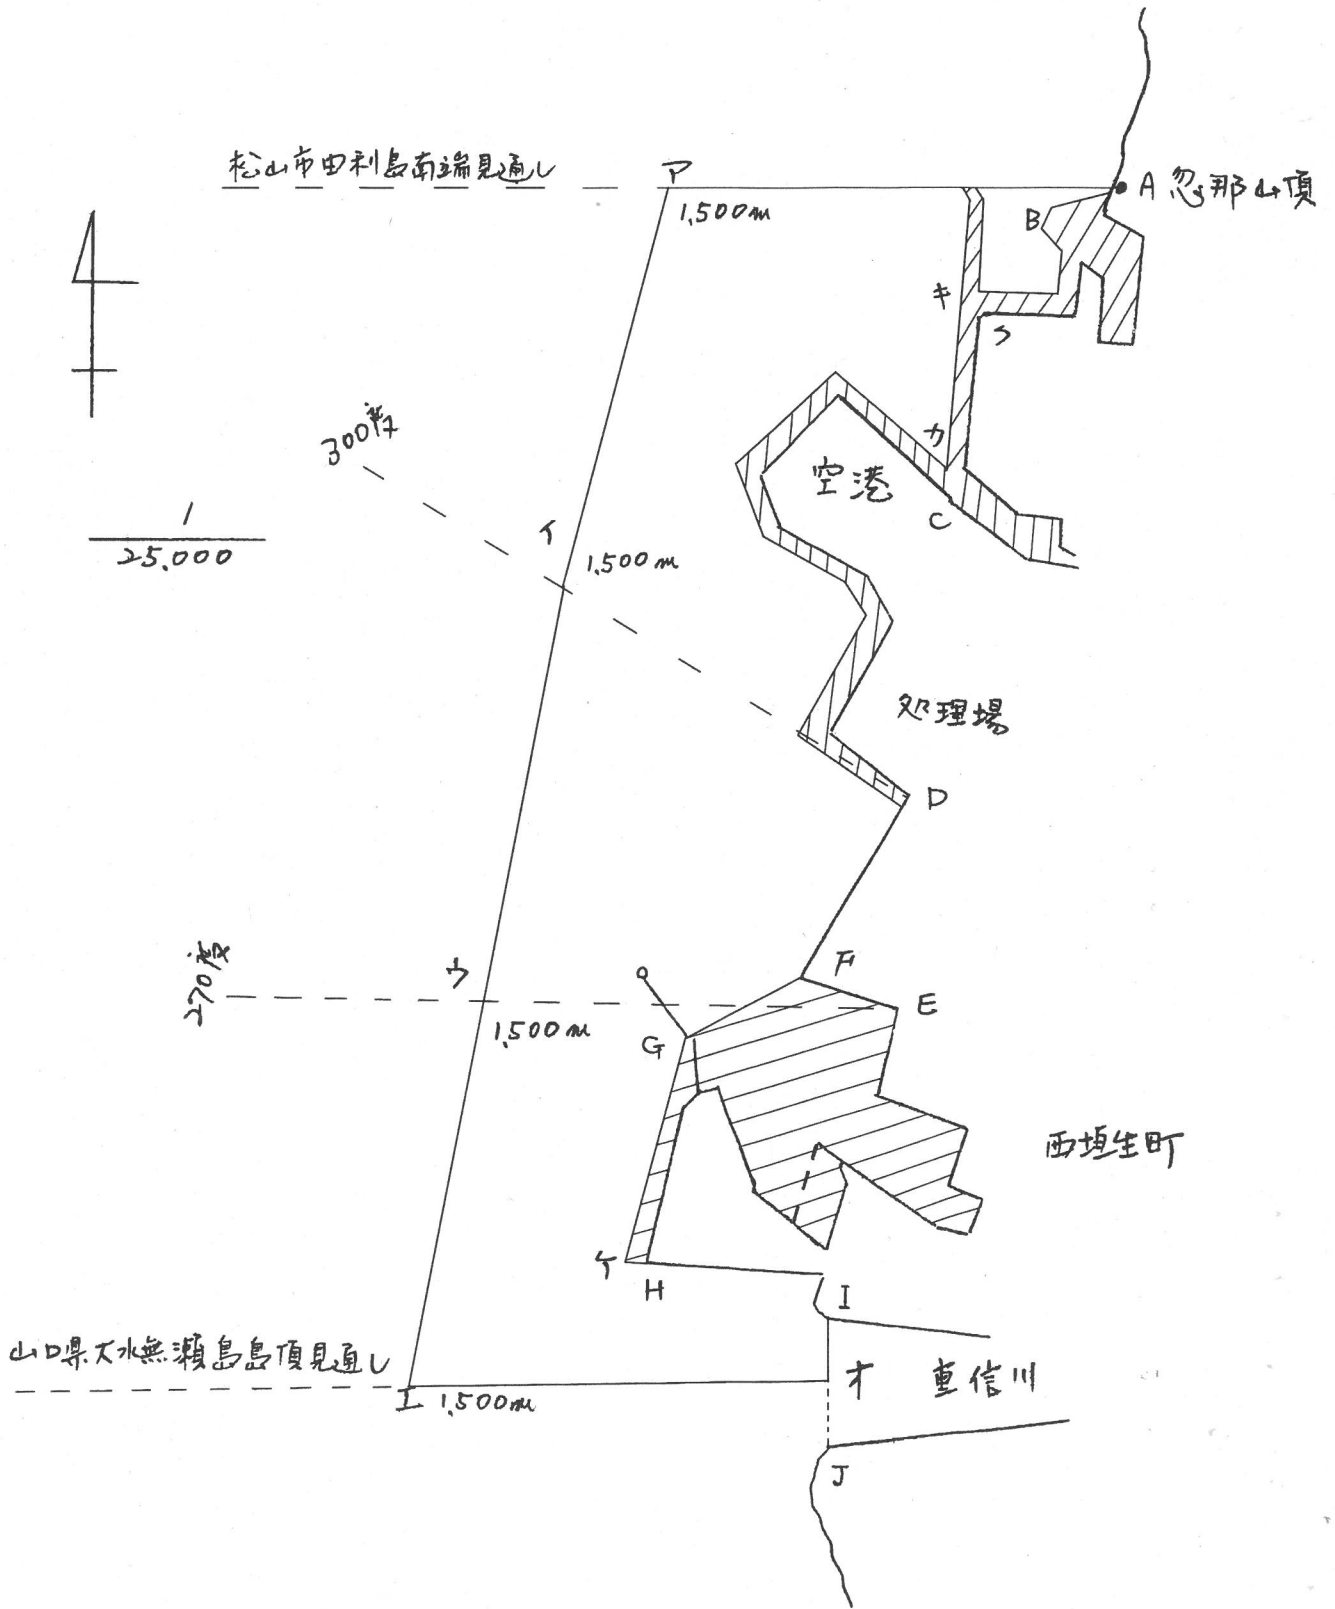 松山市由利島南端見通し
ア
1,500m
A 忽那山頂
B
キ
ク
300度
カ
空港
C
イ
1
25.000
1,500m
処理場
D
270度
ウ
F
E
1,500m
G
西垣生町
ケ
H
I
山口県大水無瀬島島頂見通し
エ 1,500m
オ 重信川
J